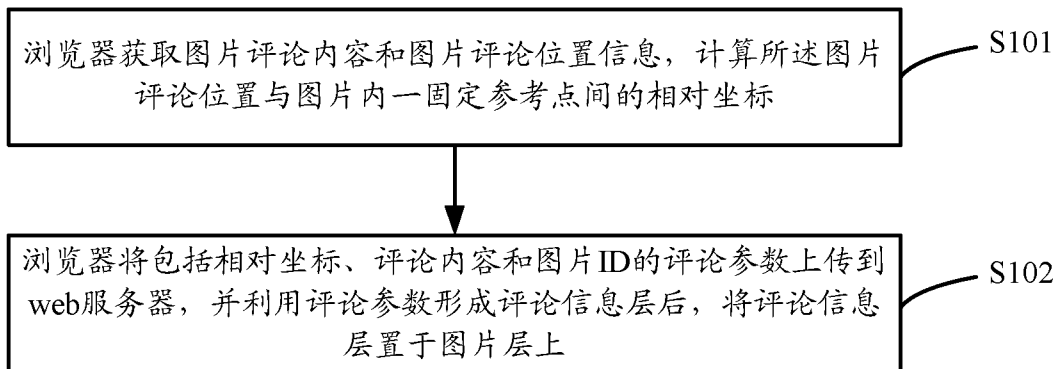 浏览器获取图片评论内容和图片评论位置信息，计算所述图片
评论位置与图片内一固定参考点间的相对坐标
S101
浏览器将包括相对坐标、评论内容和图片ID的评论参数上传到
web服务器，并利用评论参数形成评论信息层后，将评论信息
层置于图片层上
S102